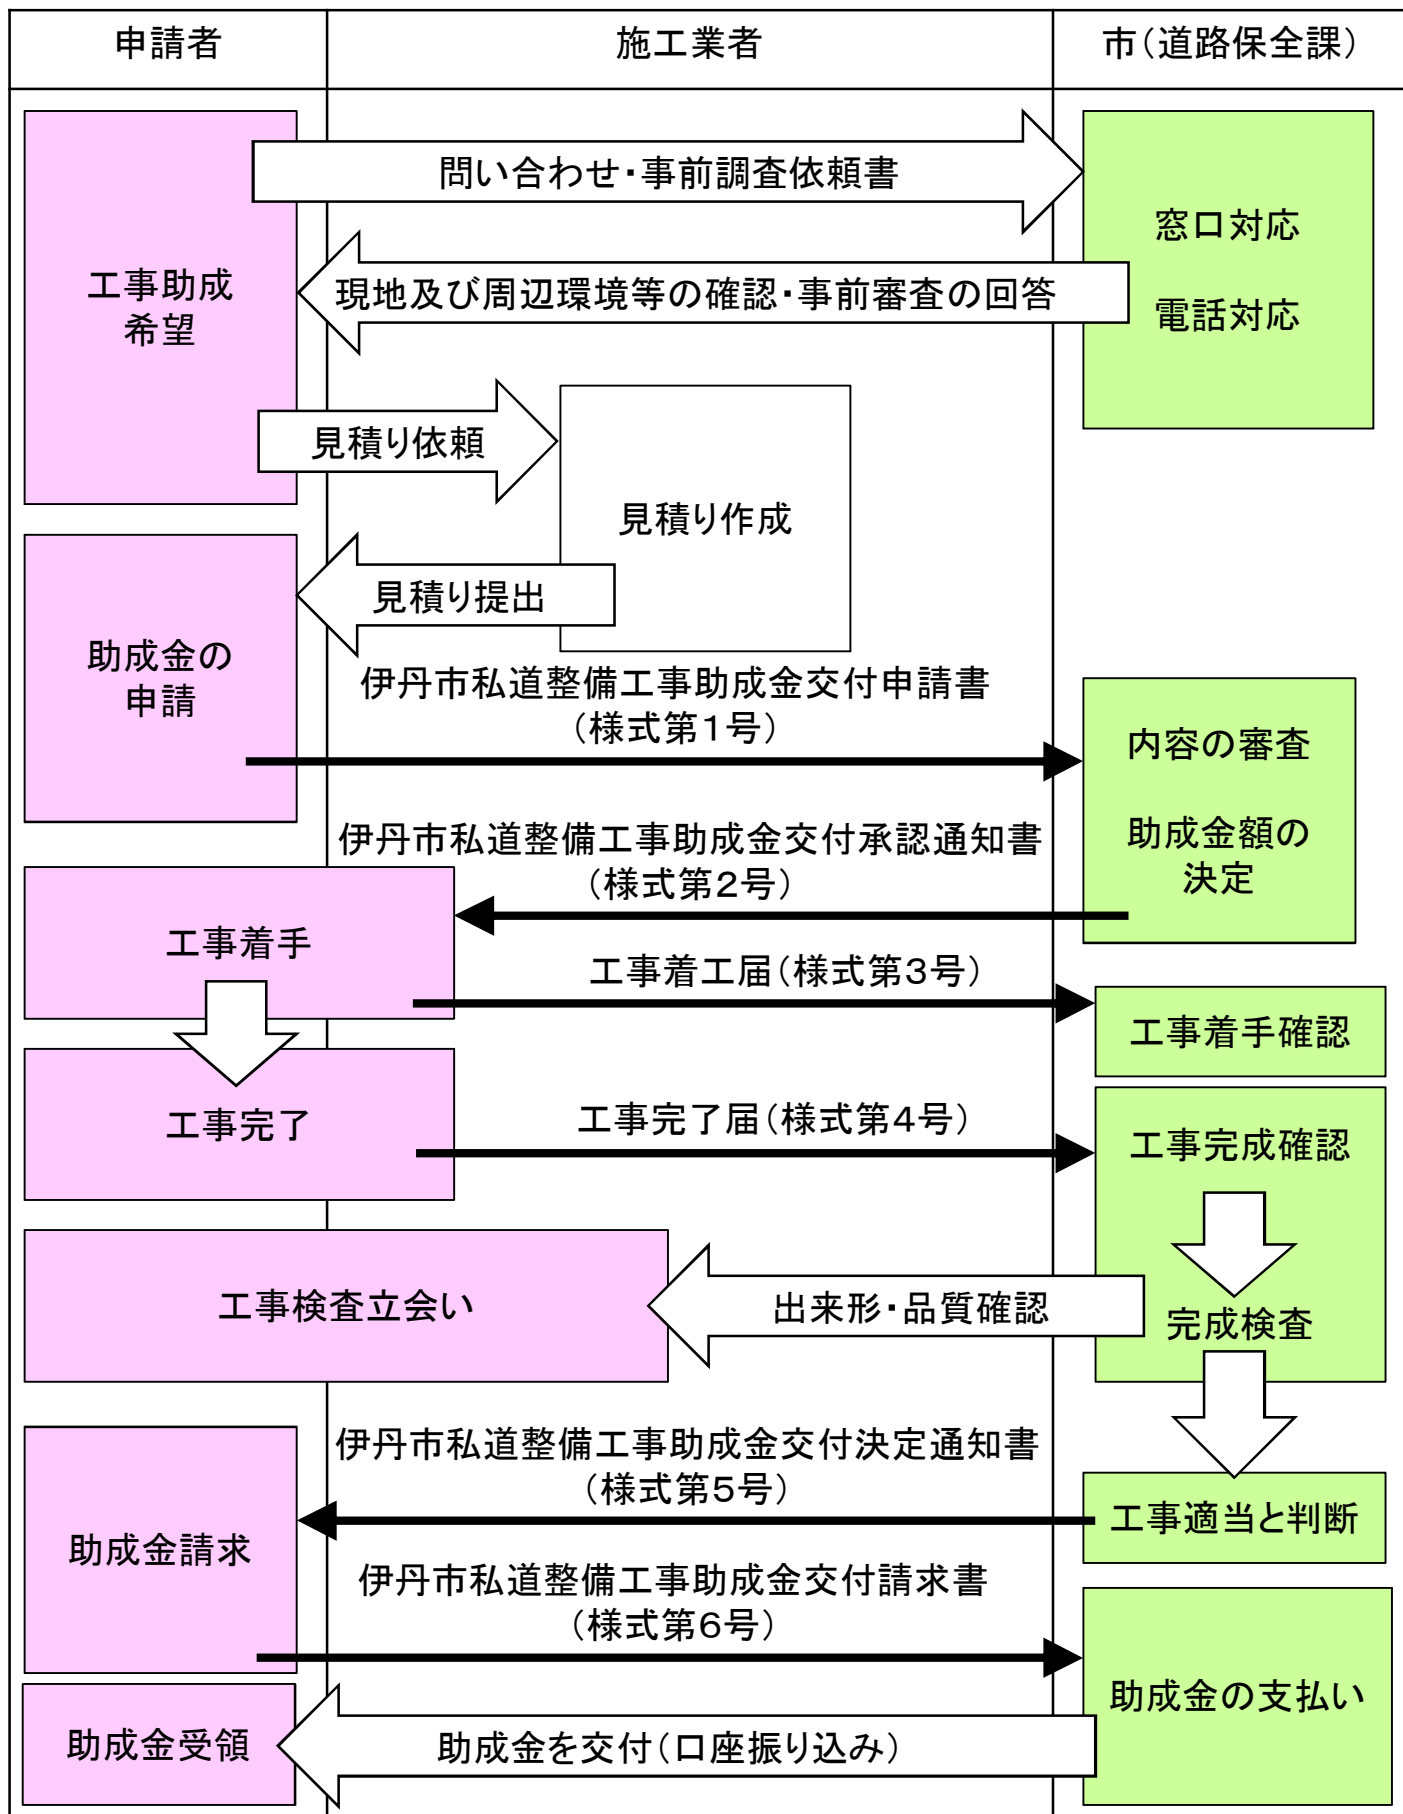 申請者
施工業者
市（道路保全課）
問い合わせ・事前調査依頼書
窓口対応
電話対応
工事助成
希望
現地及び周辺環境等の確認・事前審査の回答
見積り依頼
見積り作成
見積り提出
助成金の
申請
伊丹市私道整備工事助成金交付申請書
（様式第１号）
内容の審査
助成金額の
決定
伊丹市私道整備工事助成金交付承認通知書
（様式第２号）
工事着手
工事着工届（様式第３号）
工事着手確認
工事完了
工事完了届（様式第４号）
工事完成確認
工事検査立会い
出来形・品質確認
完成検査
伊丹市私道整備工事助成金交付決定通知書
（様式第５号）
工事適当と判断
助成金請求
伊丹市私道整備工事助成金交付請求書
（様式第６号）
助成金の支払い
助成金受領
助成金を交付（口座振り込み）